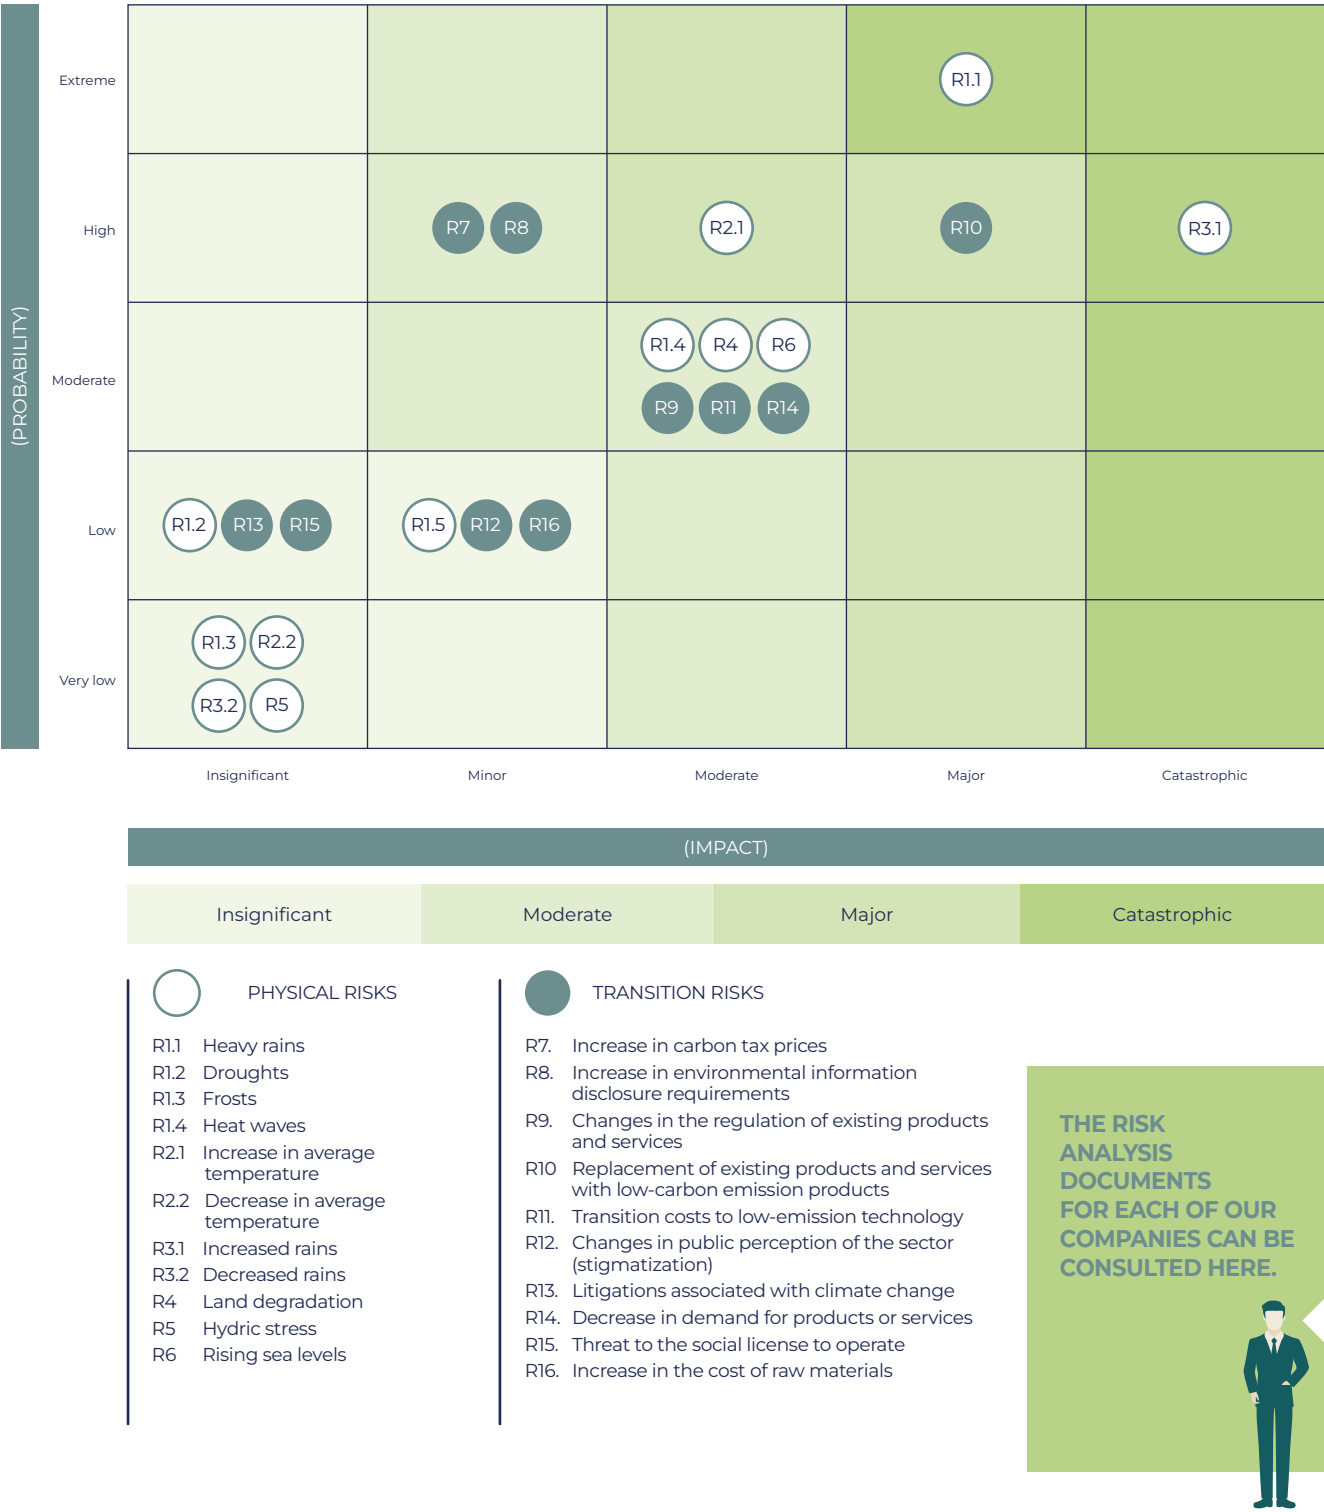 (PROBABILITY)
Extreme
R1.1
High
R7 R8 R2.1 R10 R3.1
Moderate
R1.4 R4 R6
R9 R11 R14
Low
R1.2 R13 R15 R1.5 R12 R16
Very low
R1.3 R2.2
R3.2 R5
Insignificant Minor Moderate Major Catastrophic
(IMPACT)
Insignificant Moderate Major Catastrophic
PHYSICAL RISKS
R1.1 Heavy rains
R1.2 Droughts
R1.3 Frosts
R1.4 Heat waves
R2.1 Increase in average
temperature
R2.2 Decrease in average
temperature
R3.1 Increased rains
R3.2 Decreased rains
R4 Land degradation
R5 Hydric stress
R6 Rising sea levels
TRANSITION RISKS
R7. Increase in carbon tax prices
R8. Increase in environmental information
disclosure requirements
R9. Changes in the regulation of existing products
and services
R10 Replacement of existing products and services
with low-carbon emission products
R11. Transition costs to low-emission technology
R12. Changes in public perception of the sector
(stigmatization)
R13. Litigations associated with climate change
R14. Decrease in demand for products or services
R15. Threat to the social license to operate
R16. Increase in the cost of raw materials
THE RISK
ANALYSIS
DOCUMENTS
FOR EACH OF OUR
COMPANIES CAN BE
CONSULTED HERE.